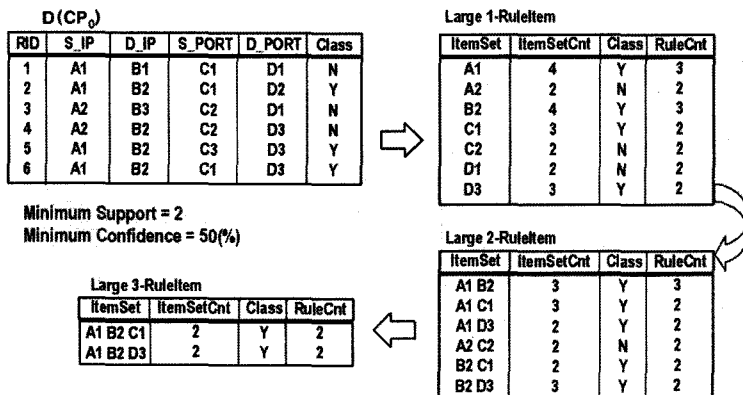 D(CP0)
RID S_IP D_IP S_PORT D_PORT Class
1 A1 B1 C1 D1 N
2 A1 B2 C1 D2 Y
3 A2 B3 C2 D1 N
4 A2 B2 C2 D3 N
5 A1 B2 C3 D3 Y
6 A1 B2 C1 D3 Y
Minimum Support = 2
Minimum Confidence = 50(%)
Large 1-RuleItem
ItemSet ItemSetCnt Class RuleCnt
A1 4 Y 3
A2 2 N 2
B2 4 Y 3
C1 3 Y 2
C2 2 N 2
D1 2 N 2
D3 3 Y 2
Large 2-RuleItem
ItemSet ItemSetCnt Class RuleCnt
A1 B2 3 Y 3
A1 C1 3 Y 2
A1 D3 2 Y 2
A2 C2 2 N 2
B2 C1 2 Y 2
B2 D3 3 Y 2
Large 3-RuleItem
ItemSet ItemSetCnt Class RuleCnt
A1 B2 C1 2 Y 2
A1 B2 D3 2 Y 2